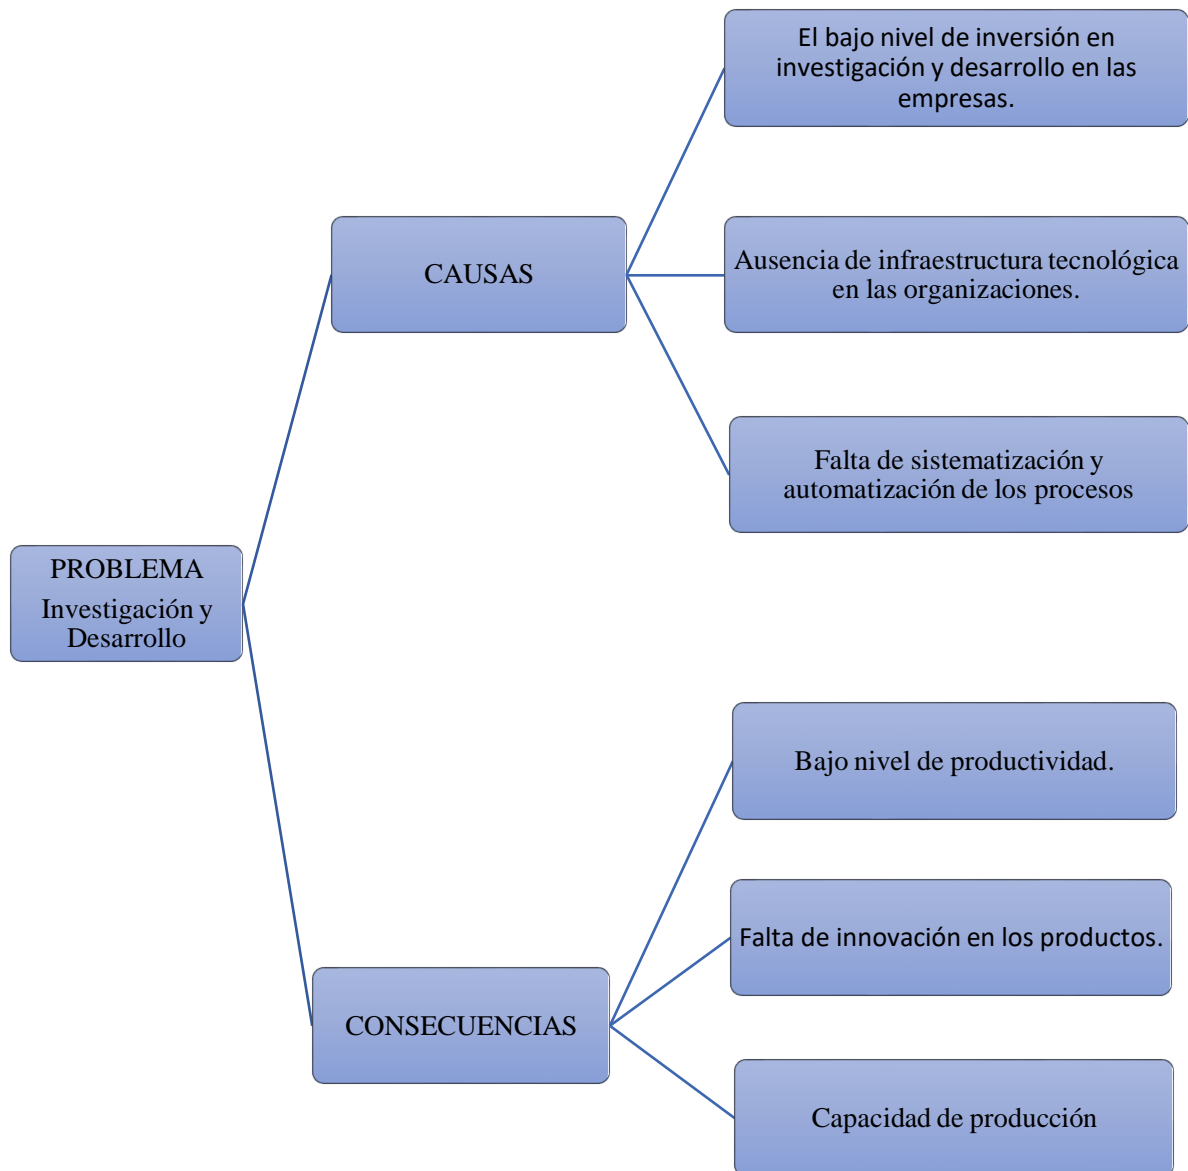 El bajo nivel de inversión en
investigación y desarrollo en las
empresas.
CAUSAS
Ausencia de infraestructura tecnológica
en las organizaciones.
Falta de sistematización y
automatización de los procesos
PROBLEMA
Investigación y
Desarrollo
Bajo nivel de productividad.
Falta de innovación en los productos.
CONSECUENCIAS
Capacidad de producción